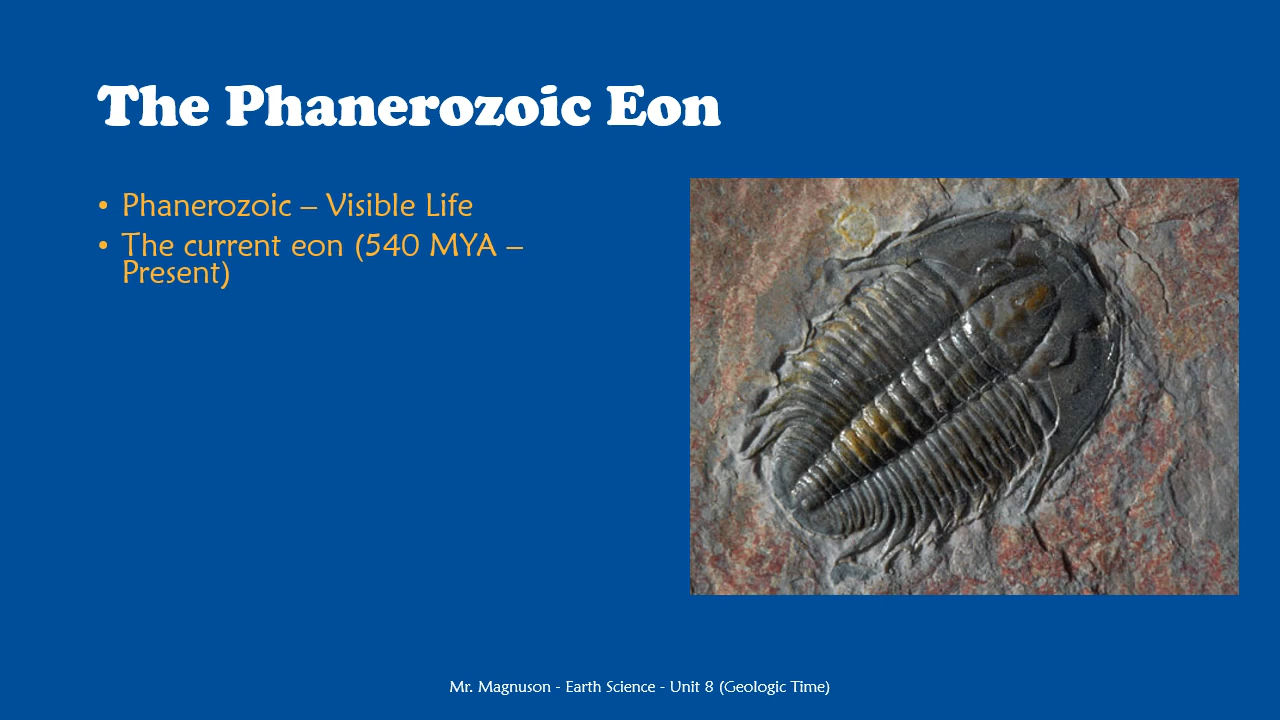 The Phanerozoic Eon
• Phanerozoic – Visible Life
• The current eon (540 MYA –
Present)
Mr. Magnuson - Earth Science - Unit 8 (Geologic Time)